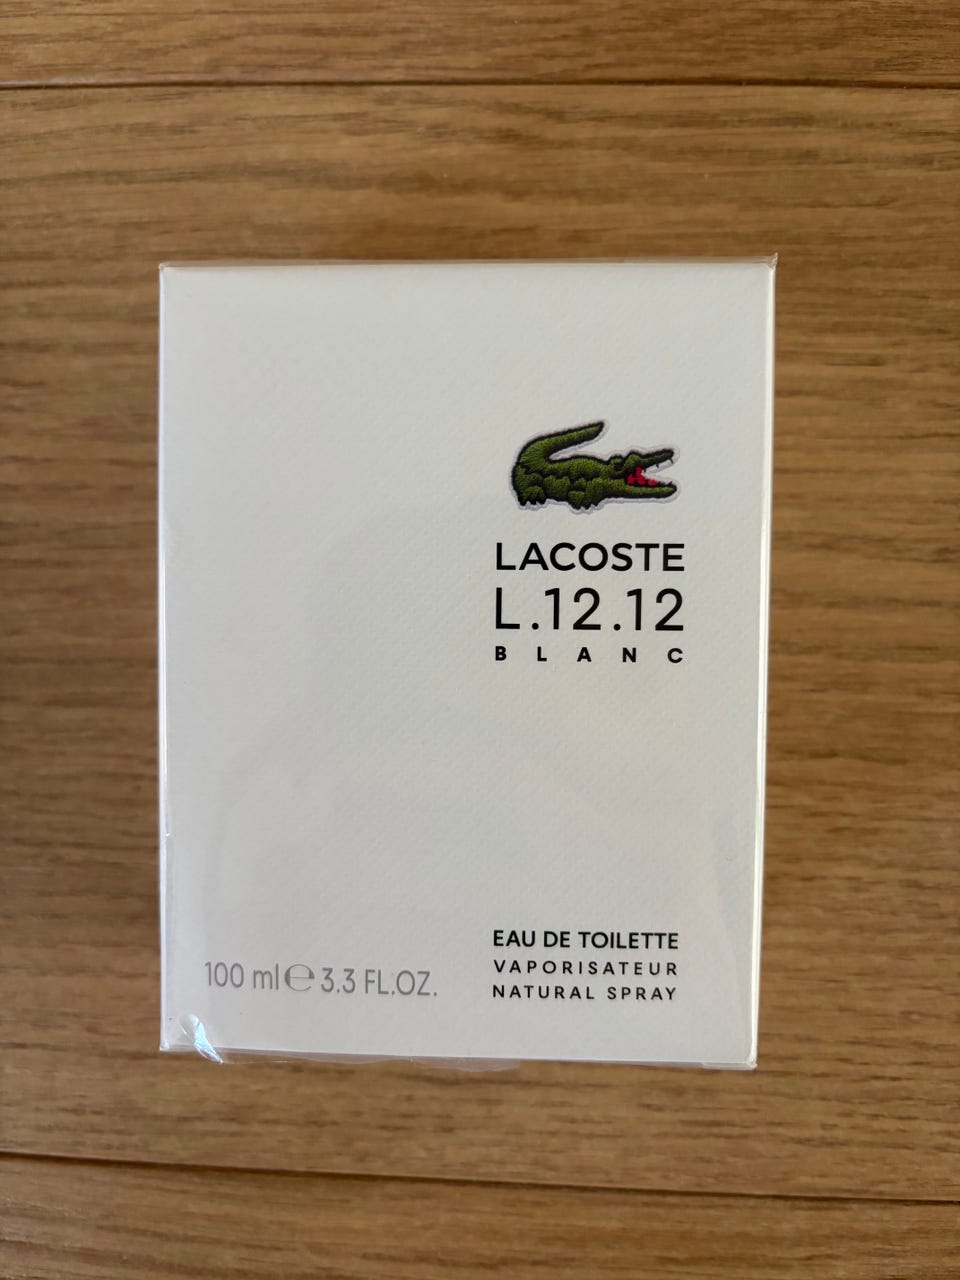 LACOSTE
L.12.12
BLANC
EAU DE TOILETTE
VAPORISATEUR
NATURAL SPRAY
100 ml ℮ 3.3 FL.OZ.